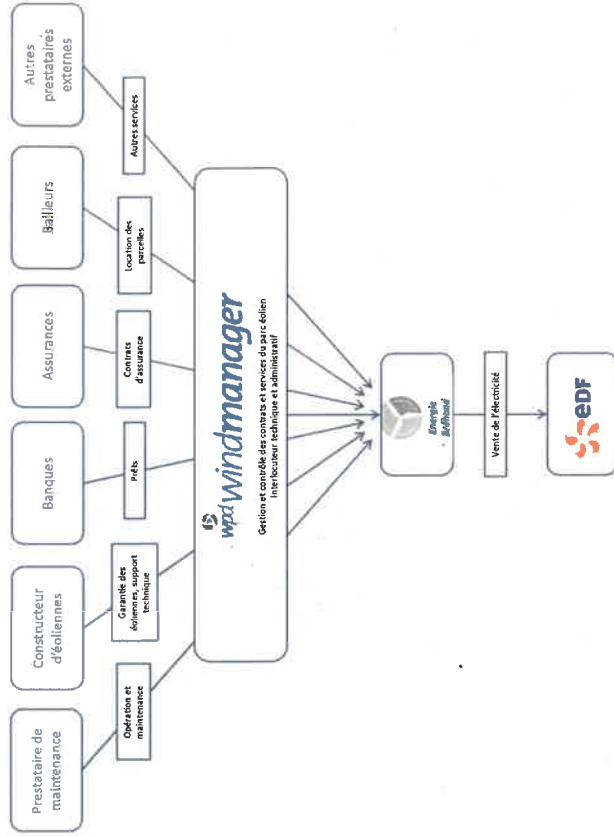 Prestataire de
maintenance
Constructeur
d'éoliennes
Banques
Assurances
Bailleurs
Autres
prestataires
externes
Opération et
maintenance
Garantie des
éoliennes, support
technique
Prêts
Contrats
d'assurance
Location des
parcelles
Autres services
wpd windmanager
Gestion et contrôle des contrats et services du parc éolien
Interlocuteur technique et administratif
Energie
Bréhand
Vente de l'électricité
eDF